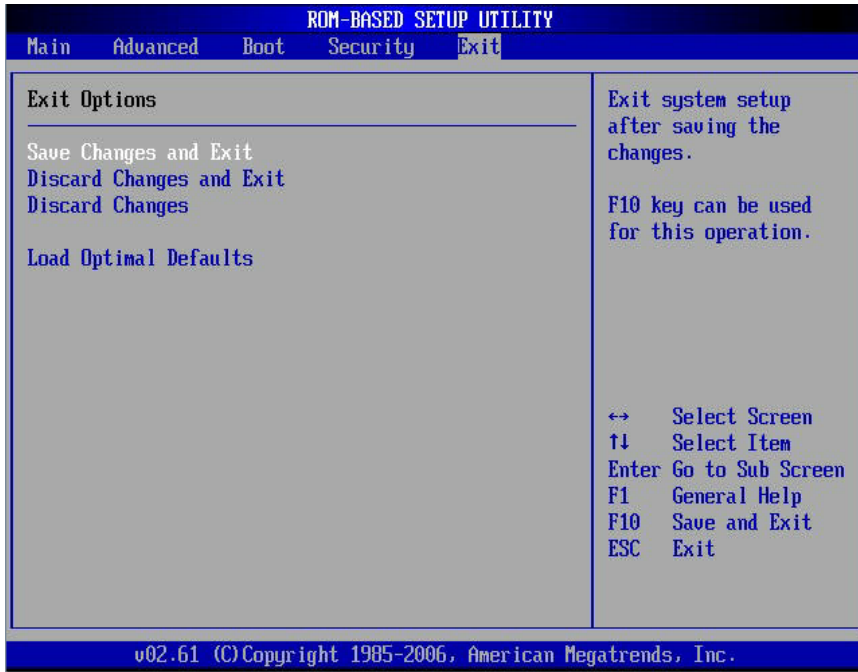 ROM-BASED SETUP UTILITY
Main Advanced Boot Security Exit
Exit Options
Save Changes and Exit
Discard Changes and Exit
Discard Changes
Load Optimal Defaults
Exit system setup
after saving the
changes.
F10 key can be used
for this operation.
↔ Select Screen
↑↓ Select Item
Enter Go to Sub Screen
F1 General Help
F10 Save and Exit
ESC Exit
v02.61 (C)Copyright 1985-2006, American Megatrends, Inc.